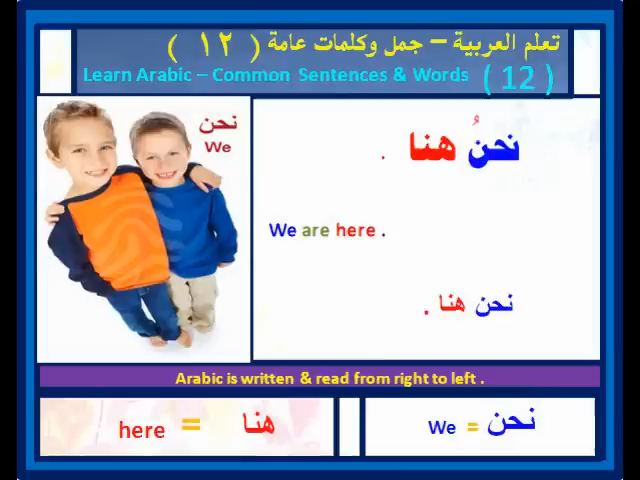 تعلم العربية – جمل وكلمات عامة ( ١٢ )
Learn Arabic – Common Sentences & Words ( 12 )
نحن
We
نحنُ هنا .
We are here .
نحن هنا .
Arabic is written & read from right to left .
here = هنا
We = نحن